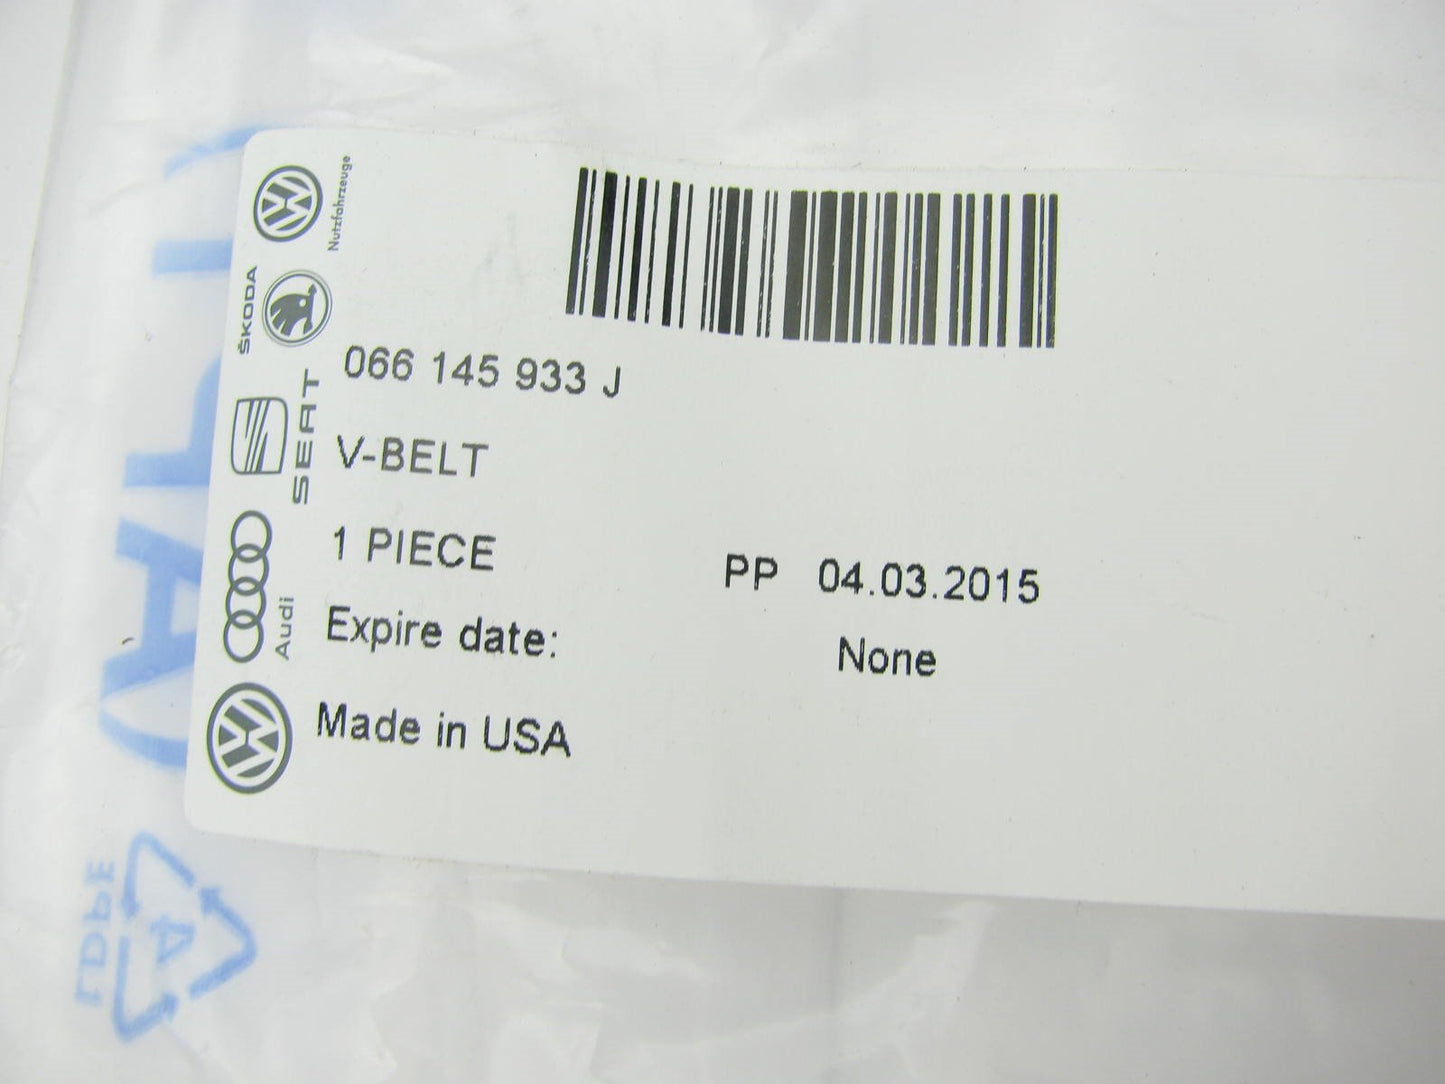 Nutzfahrzeuge
ŠKODA
SEAT
Audi
066 145 933 J
V-BELT
1 PIECE
PP 04.03.2015
Expire date: None
Made in USA
LDPE
4